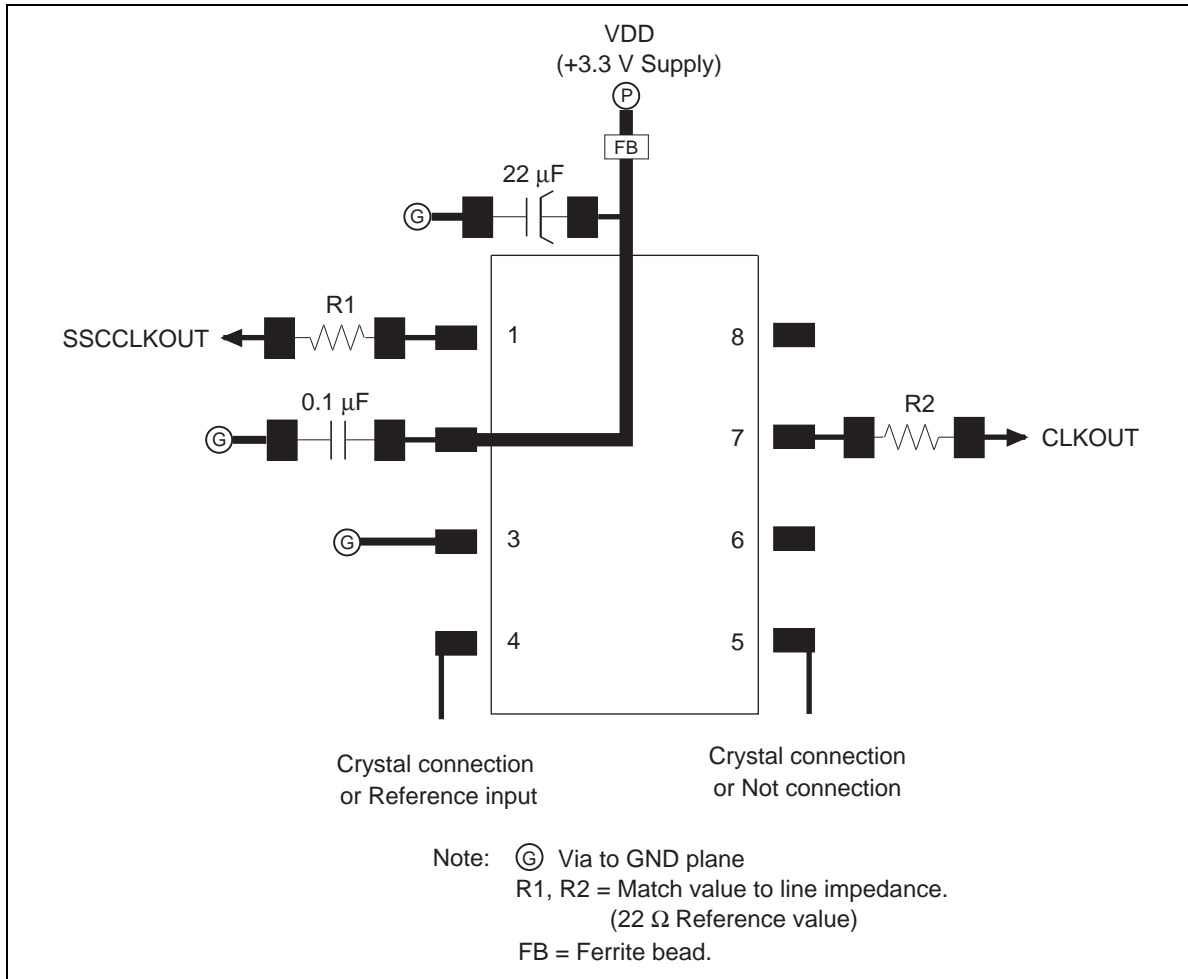 VDD
(+3.3 V Supply)
P
FB
22 μF
G
R1
SSCCLKOUT
1
8
0.1 μF
G
R2
7
CLKOUT
G
3
6
4
5
Crystal connection
or Reference input
Crystal connection
or Not connection
Note: G Via to GND plane
R1, R2 = Match value to line impedance.
(22 Ω Reference value)
FB = Ferrite bead.